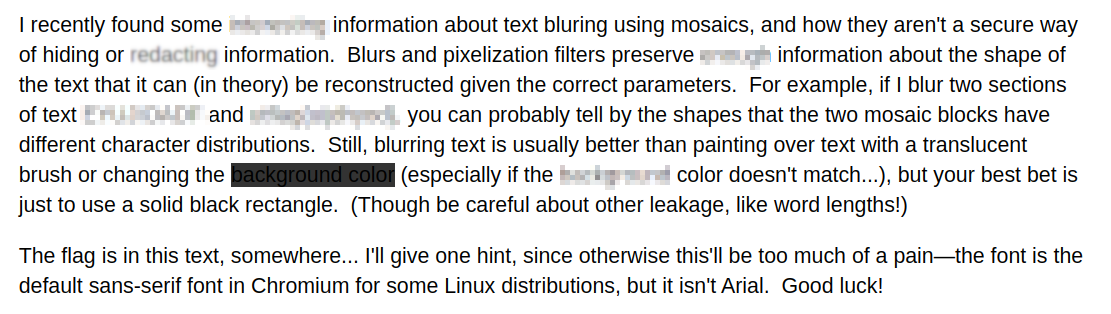 I recently found some information about text bluring using mosaics, and how they aren't a secure way
of hiding or redacting information.  Blurs and pixelization filters preserve enough information about the shape of
the text that it can (in theory) be reconstructed given the correct parameters.  For example, if I blur two sections
of text and you can probably tell by the shapes that the two mosaic blocks have
different character distributions.  Still, blurring text is usually better than painting over text with a translucent
brush or changing the background color (especially if the background color doesn't match...), but your best bet is
just to use a solid black rectangle.  (Though be careful about other leakage, like word lengths!)
The flag is in this text, somewhere... I'll give one hint, since otherwise this'll be too much of a pain—the font is the
default sans-serif font in Chromium for some Linux distributions, but it isn't Arial.  Good luck!